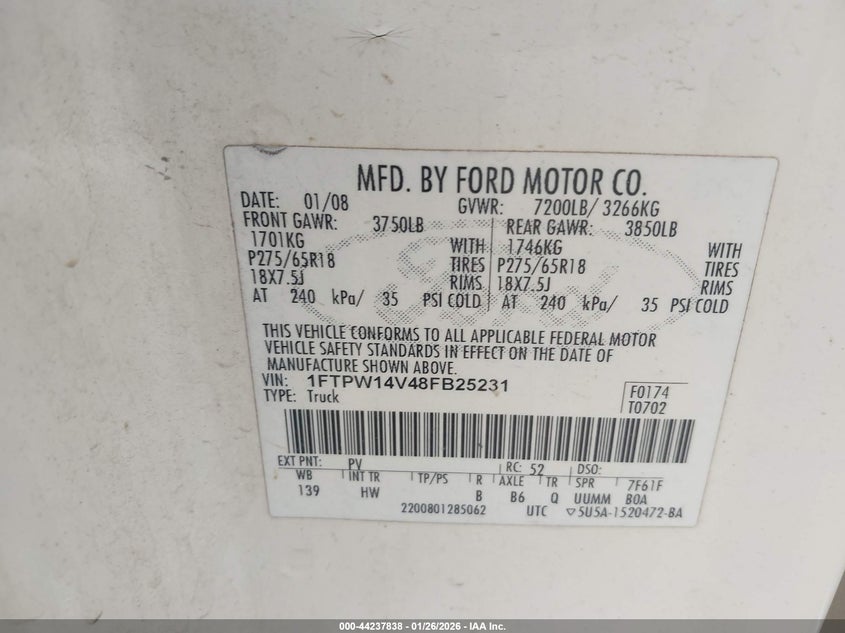 MFD. BY FORD MOTOR CO.
DATE: 01/08 GVWR: 7200LB/ 3266KG
FRONT GAWR: 3750LB REAR GAWR: 3850LB
1701KG WITH 1746KG WITH
P275/65R18 TIRES P275/65R18 TIRES
18X7.5J RIMS 18X7.5J RIMS
AT 240 kPa/ 35 PSI COLD AT 240 kPa/ 35 PSI COLD
THIS VEHICLE CONFORMS TO ALL APPLICABLE FEDERAL MOTOR
VEHICLE SAFETY STANDARDS IN EFFECT ON THE DATE OF
MANUFACTURE SHOWN ABOVE.
VIN: 1FTPW14V48FB25231 F0174
TYPE: Truck T0702
EXT PNT: PV RC: 52 DSO:
WB INT TR TP/PS R AXLE TR SPR 7F61F
139 HW B B6 Q UUMM BOA
2200801285062 UTC ▽5U5A-1520472-BA
000-44237838 - 01/26/2026 - IAA Inc.